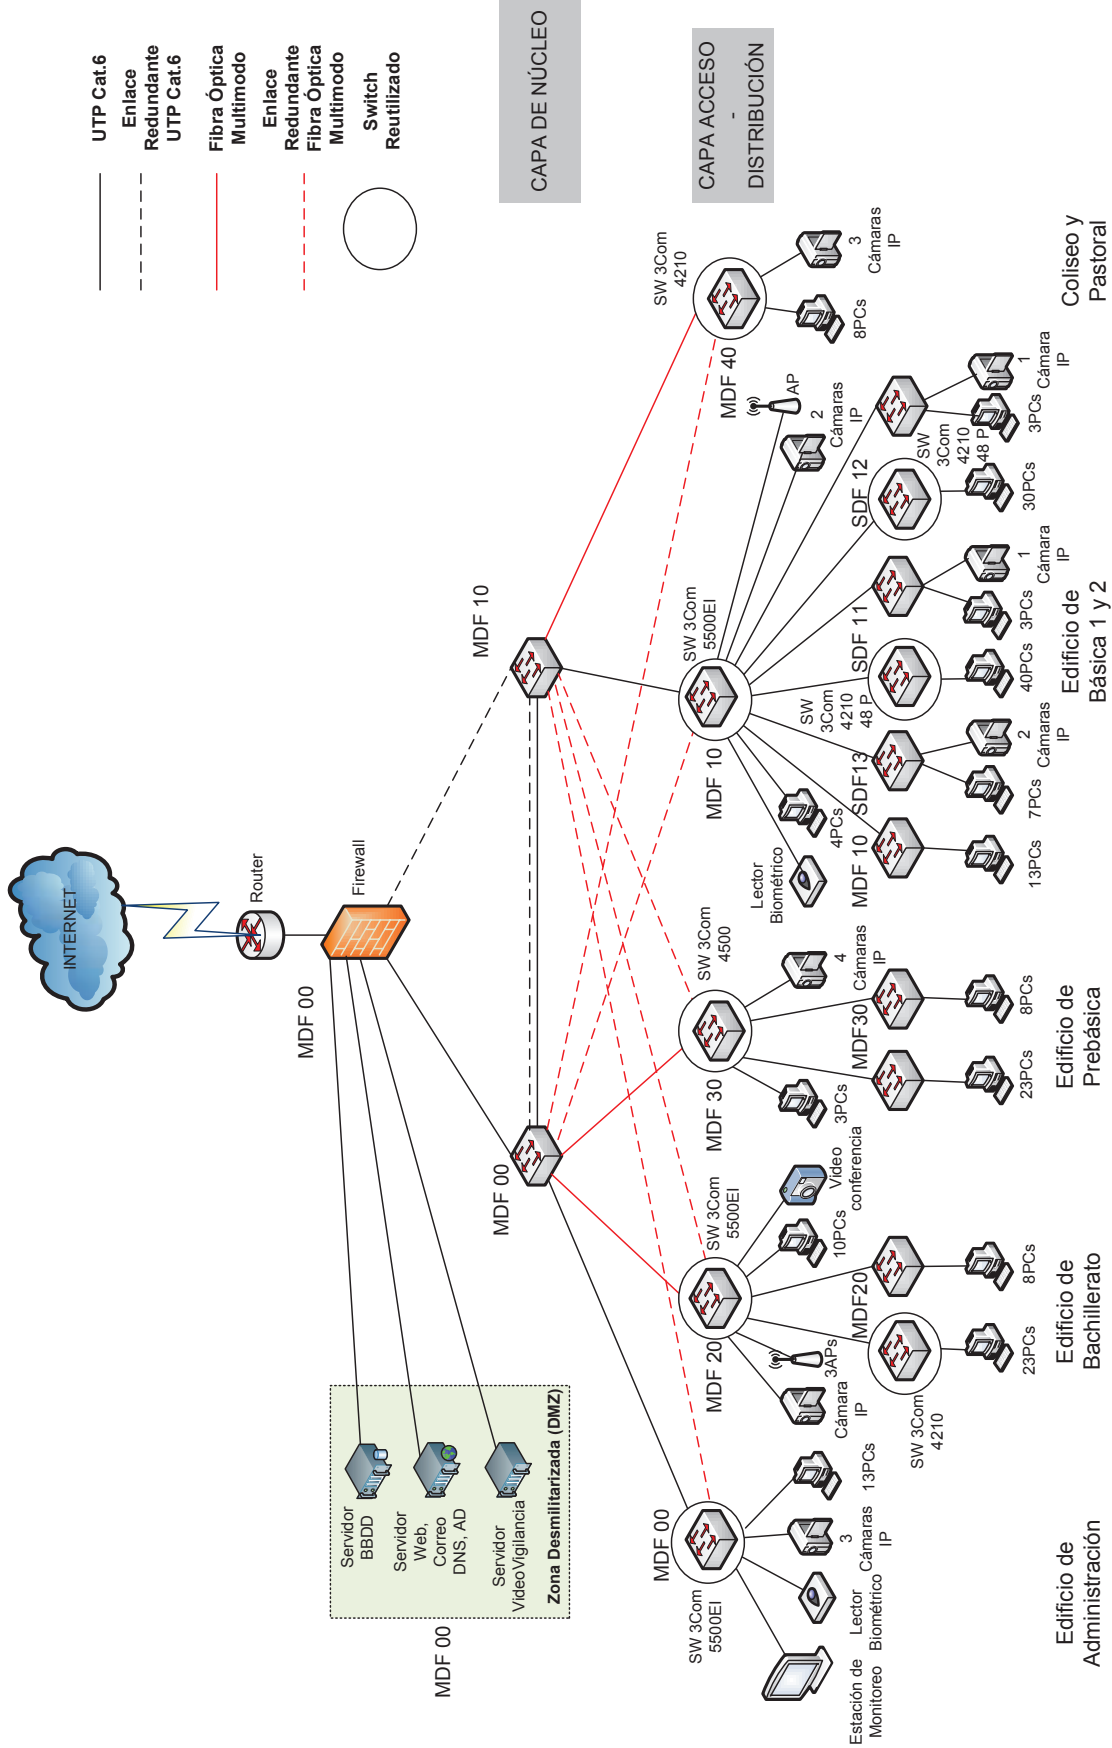 INTERNET
Router
MDF 00
Firewall
UTP Cat.6
Enlace
Redundante
UTP Cat.6
Fibra Óptica
Multimodo
Enlace
Redundante
Fibra Óptica
Multimodo
Switch
Reutilizado
MDF 00
Servidor
BBDD
Servidor
Web,
Correo
DNS, AD
Servidor
VideoVigilancia
Zona Desmilitarizada (DMZ)
MDF 00
MDF 10
CAPA DE NÚCLEO
CAPA ACCESO
-
DISTRIBUCIÓN
MDF 00
SW 3Com
5500EI
Estación de
Monitoreo
Lector
Biométrico
3
Cámaras
IP
13PCs
Edificio de
Administración
MDF 20
SW 3Com
5500EI
Cámara
IP
3APs
10PCs
Video
conferencia
SW 3Com
4210
MDF20
23PCs
8PCs
Edificio de
Bachillerato
MDF 30
SW 3Com
4500
3PCs
4
Cámaras
IP
MDF30
23PCs
8PCs
Edificio de
Prebásica
MDF 10
SW 3Com
5500EI
Lector
Biométrico
4PCs
2
Cámaras
IP
AP
MDF 10
13PCs
SDF13
7PCs
2
Cámaras
IP
SW
3Com
4210
48 P
SDF 11
40PCs
3PCs
1
Cámara
IP
SDF 12
SW
3Com
4210
48 P
30PCs
3PCs
1
Cámara
IP
Edificio de
Básica 1 y 2
MDF 40
SW 3Com
4210
8PCs
3
Cámaras
IP
Coliseo y
Pastoral